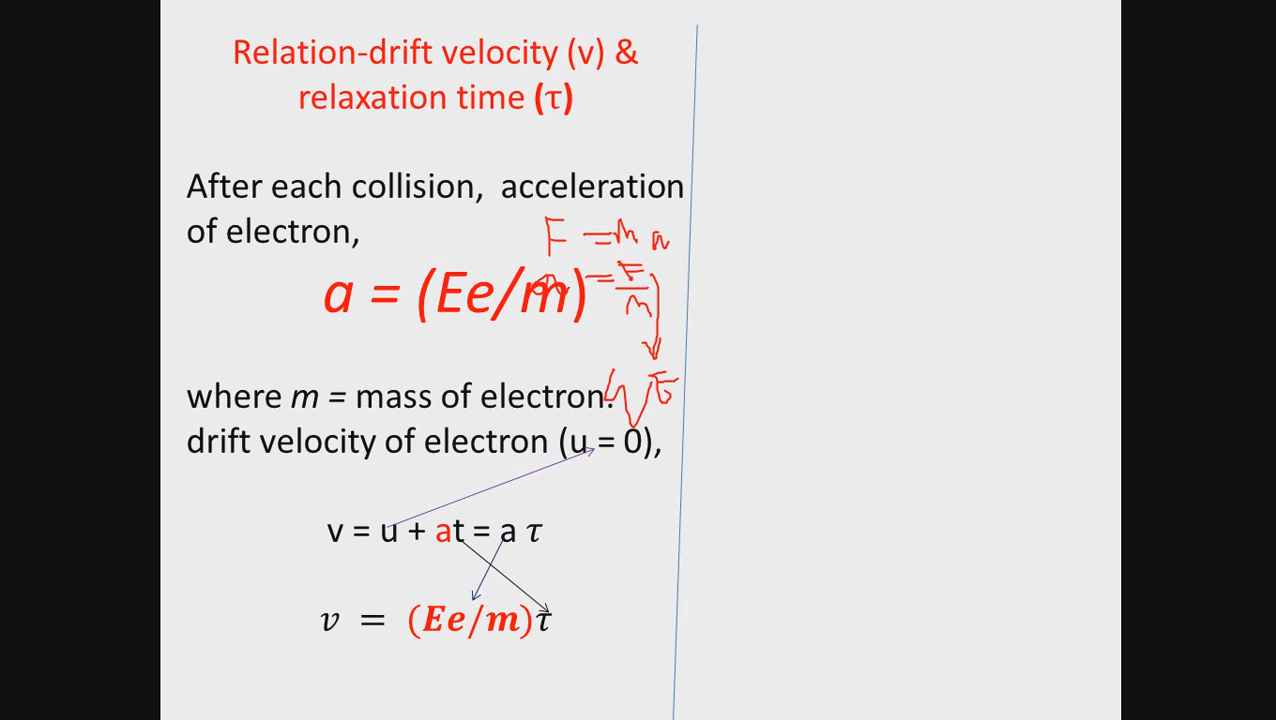 Relation-drift velocity (v) &
relaxation time (τ)
After each collision, acceleration
of electron,
F = m a
a = (Ee/m)
a = F/m
where m = mass of electron.
drift velocity of electron (u = 0),
v = u + at = a τ
v = (Ee/m)τ